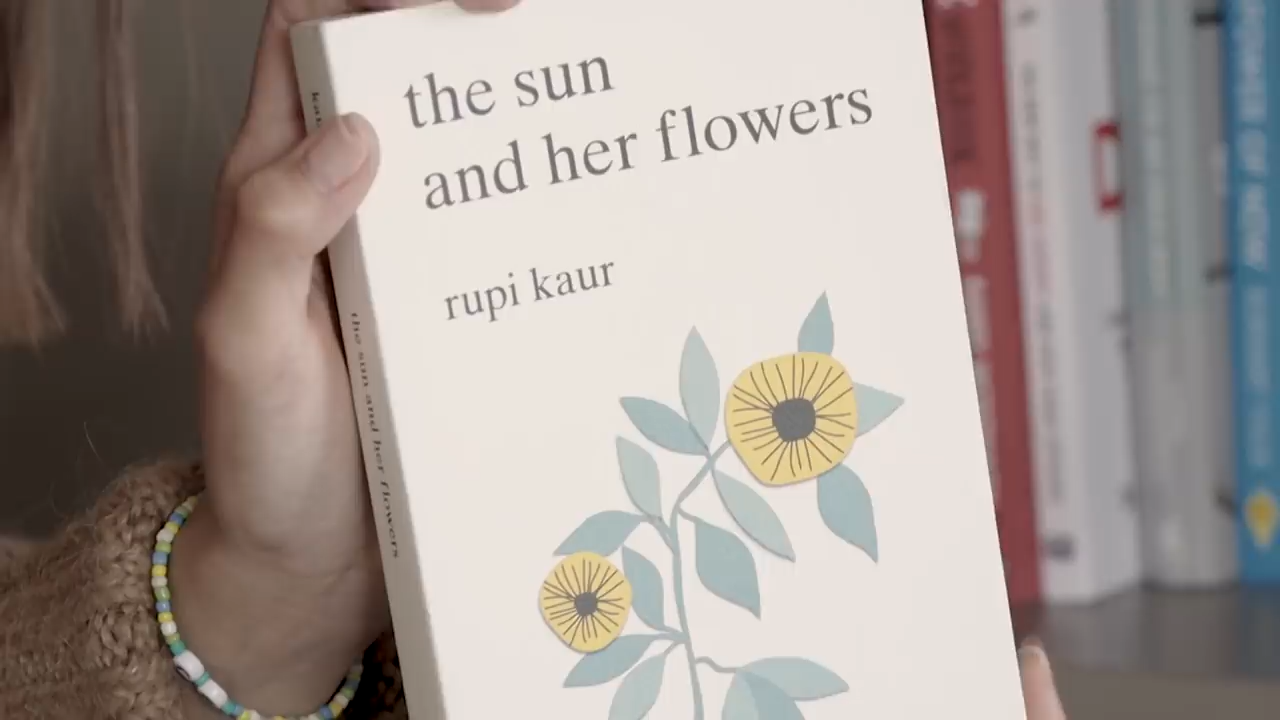 the sun
and her flowers
rupi kaur
the sun and her flowers